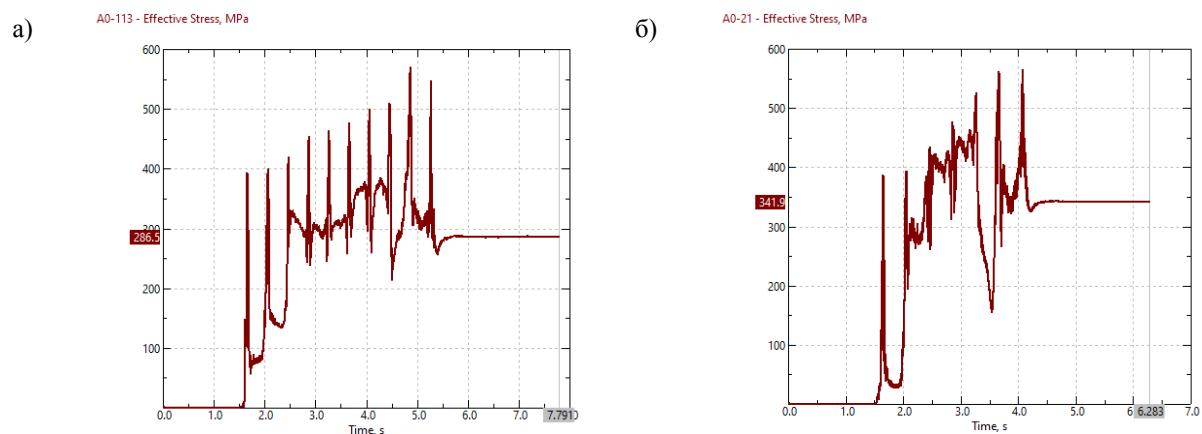 а)
A0-113 - Effective Stress, MPa
600
500
400
300
286.5
200
100
0.0 1.0 2.0 3.0 4.0 5.0 6.0 7.0 7.791
Time, s
б)
A0-21 - Effective Stress, MPa
600
500
400
341.9
300
200
100
0.0 1.0 2.0 3.0 4.0 5.0 6 6.283 7.0
Time, s